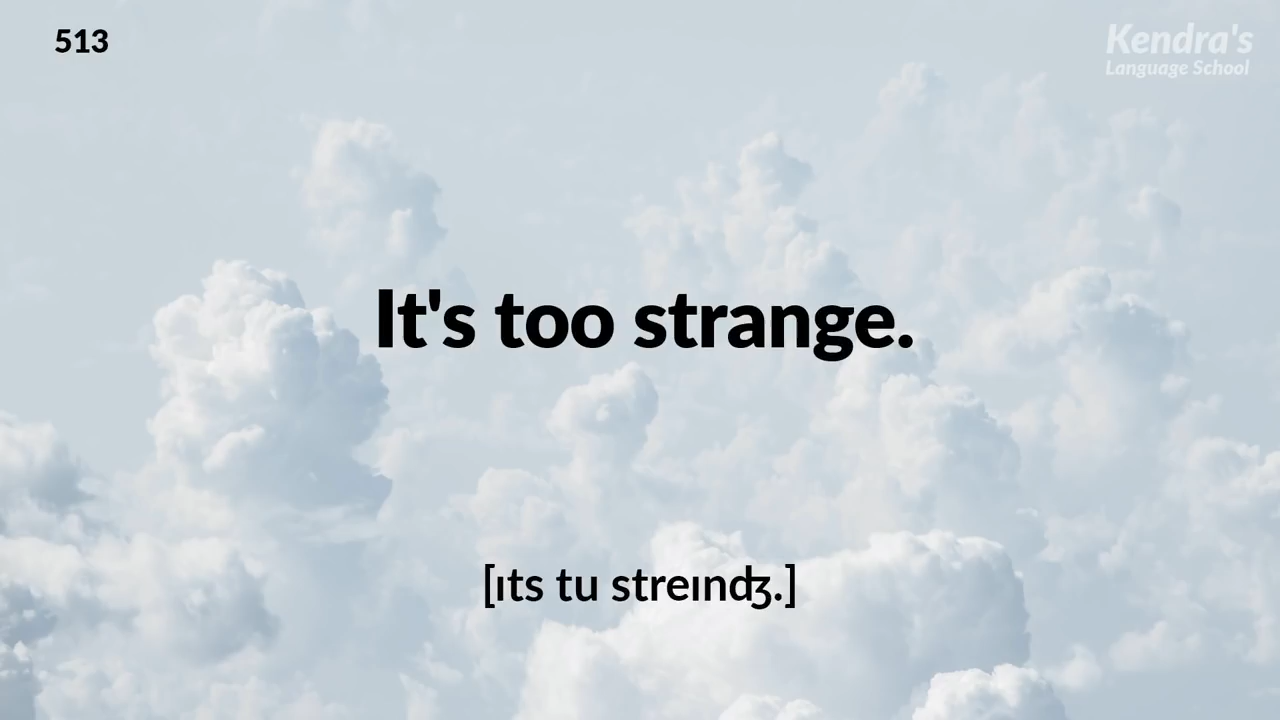 513
Kendra's
Language School
It's too strange.
[ɪts tu streɪnʤ.]